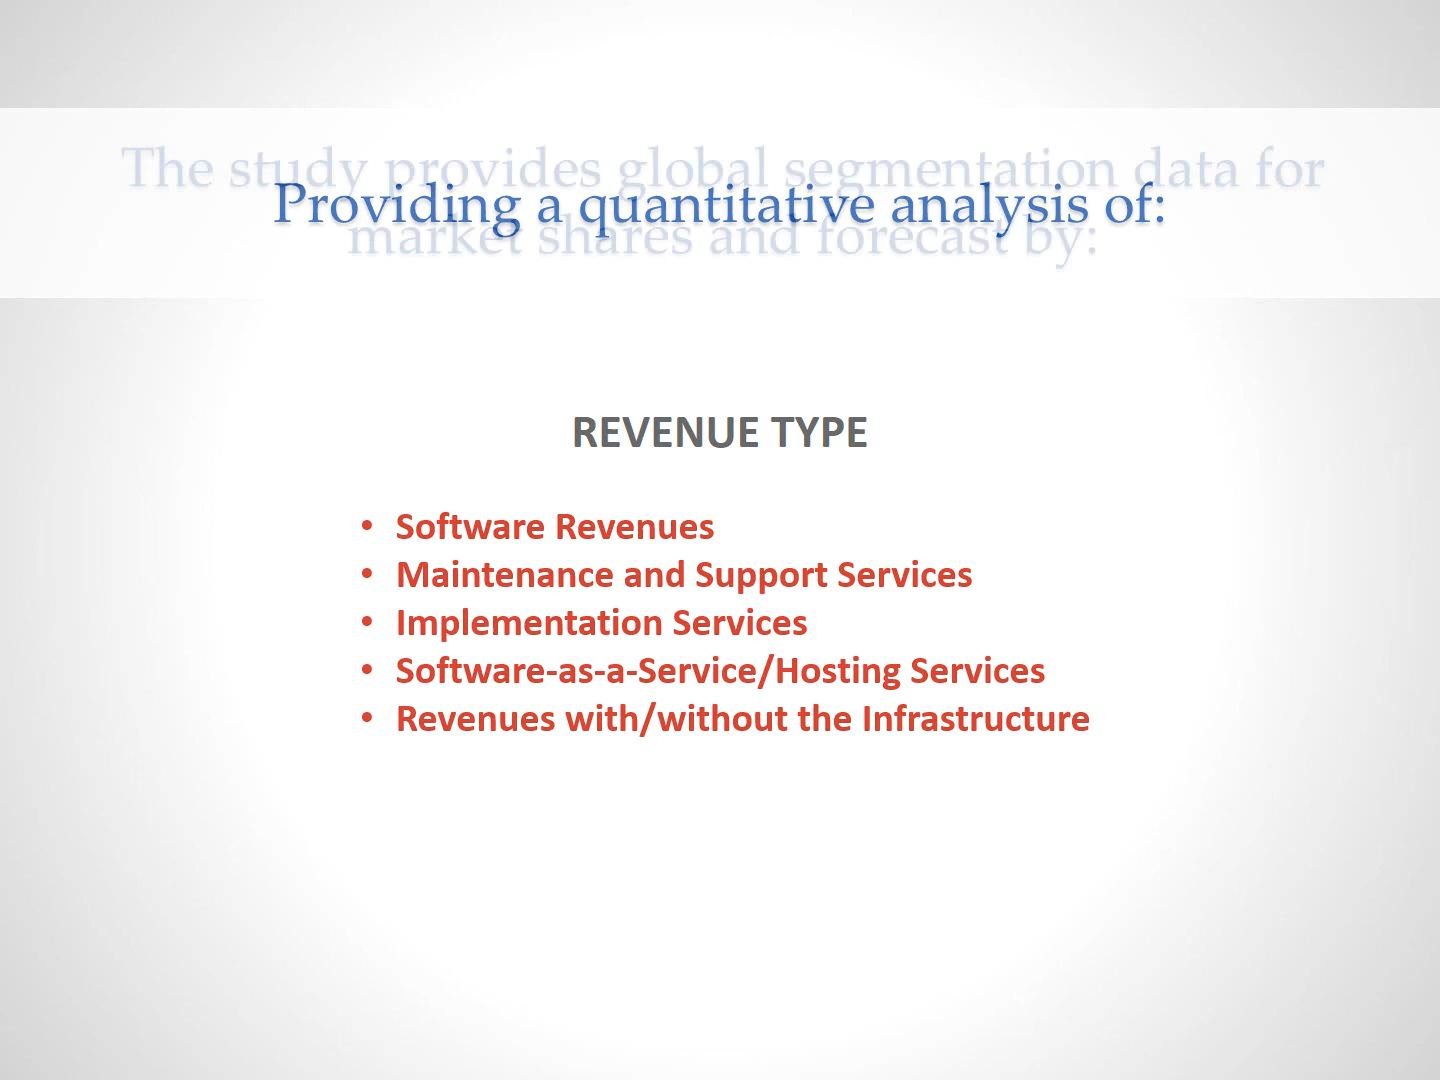 The study provides global segmentation data for
Providing a quantitative analysis of:
market shares and forecast by:
REVENUE TYPE
• Software Revenues
• Maintenance and Support Services
• Implementation Services
• Software-as-a-Service/Hosting Services
• Revenues with/without the Infrastructure